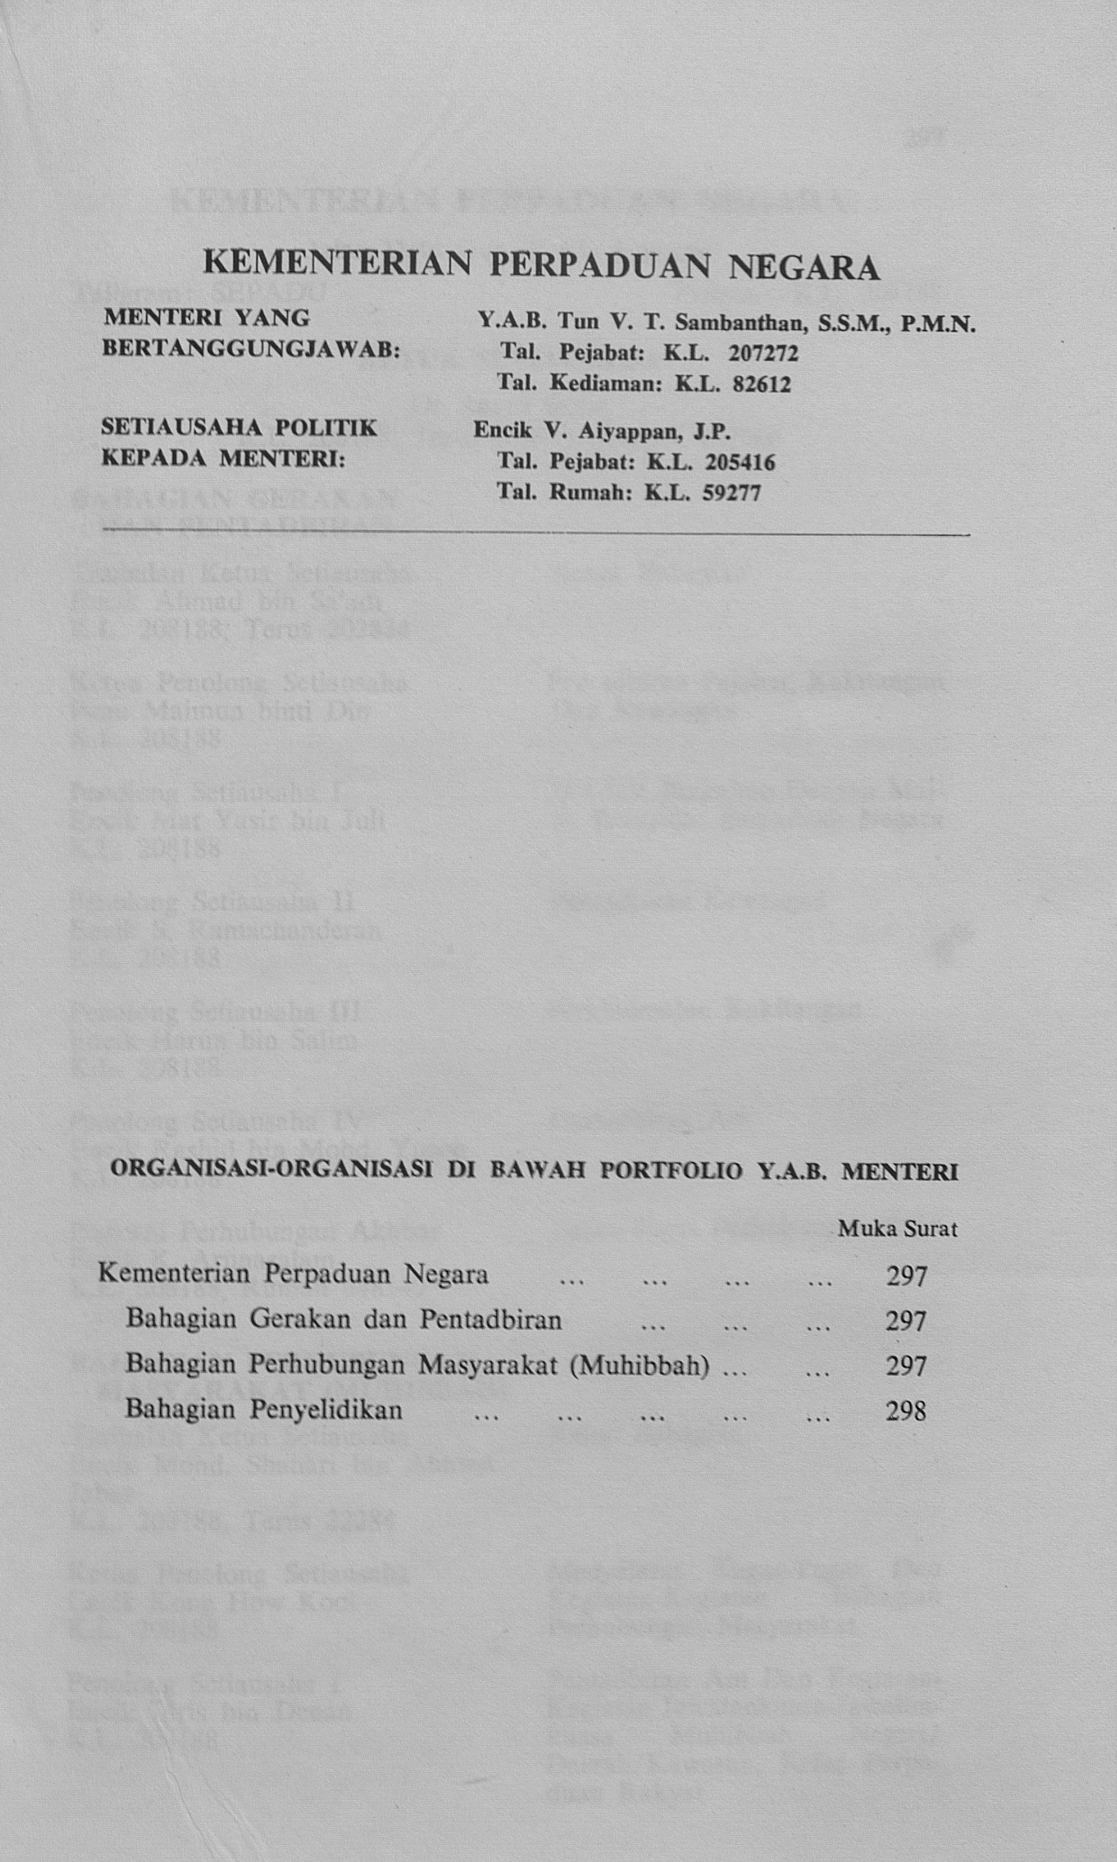 KEMENTERIAN PERPADUAN NEGARA
MENTERI YANG BERTANGGUNGJAWAB:
Y.A.B. Tun V. T. Sambanthan, S.S.M., P.M.N.
Tal. Pejabat: K.L. 207272
Tal. Kediaman: K.L. 82612
SETIAUSAHA POLITIK KEPADA MENTERI:
Encik V. Aiyappan, J.P.
Tal. Pejabat: K.L. 205416
Tal. Rumah: K.L. 59277
ORGANISASI-ORGANISASI DI BAWAH PORTFOLIO Y.A.B. MENTERI
Muka Surat
Kementerian Perpaduan Negara ... ... ... ... 297
Bahagian Gerakan dan Pentadbiran ... ... ... 297
Bahagian Perhubungan Masyarakat (Muhibbah) ... ... 297
Bahagian Penyelidikan ... ... ... ... ... 298